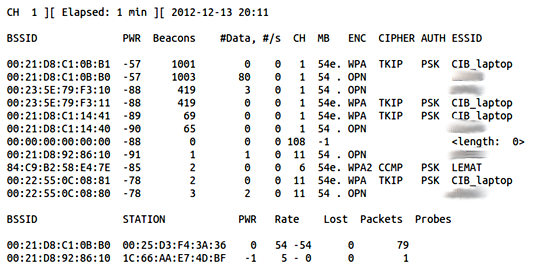 CH 1 ][ Elapsed: 1 min ][ 2012-12-13 20:11
BSSID PWR Beacons #Data, #/s CH MB ENC CIPHER AUTH ESSID
00:21:D8:C1:0B:B1 -57 1001 0 0 1 54e. WPA TKIP PSK CIB_laptop
00:21:D8:C1:0B:B0 -57 1003 80 0 1 54 . OPN
00:23:5E:79:F3:10 -88 419 3 0 1 54 . OPN
00:23:5E:79:F3:11 -88 419 0 0 1 54e. WPA TKIP PSK CIB_laptop
00:21:D8:C1:14:41 -89 69 0 0 1 54e. WPA TKIP PSK CIB_laptop
00:21:D8:C1:14:40 -90 65 0 0 1 54 . OPN
00:00:00:00:00:00 -88 0 0 0 108 -1 <length: 0>
00:21:D8:92:86:10 -91 1 1 0 11 54 . OPN
84:C9:B2:58:E4:7E -85 2 0 0 6 54e. WPA2 CCMP PSK LEMAT
00:22:55:0C:08:81 -78 2 0 0 11 54e. WPA TKIP PSK CIB_laptop
00:22:55:0C:08:80 -78 3 2 0 11 54 . OPN
BSSID STATION PWR Rate Lost Packets Probes
00:21:D8:C1:0B:B0 00:25:D3:F4:3A:36 0 54 -54 0 79
00:21:D8:92:86:10 1C:66:AA:E7:4D:BF -1 5 - 0 0 1